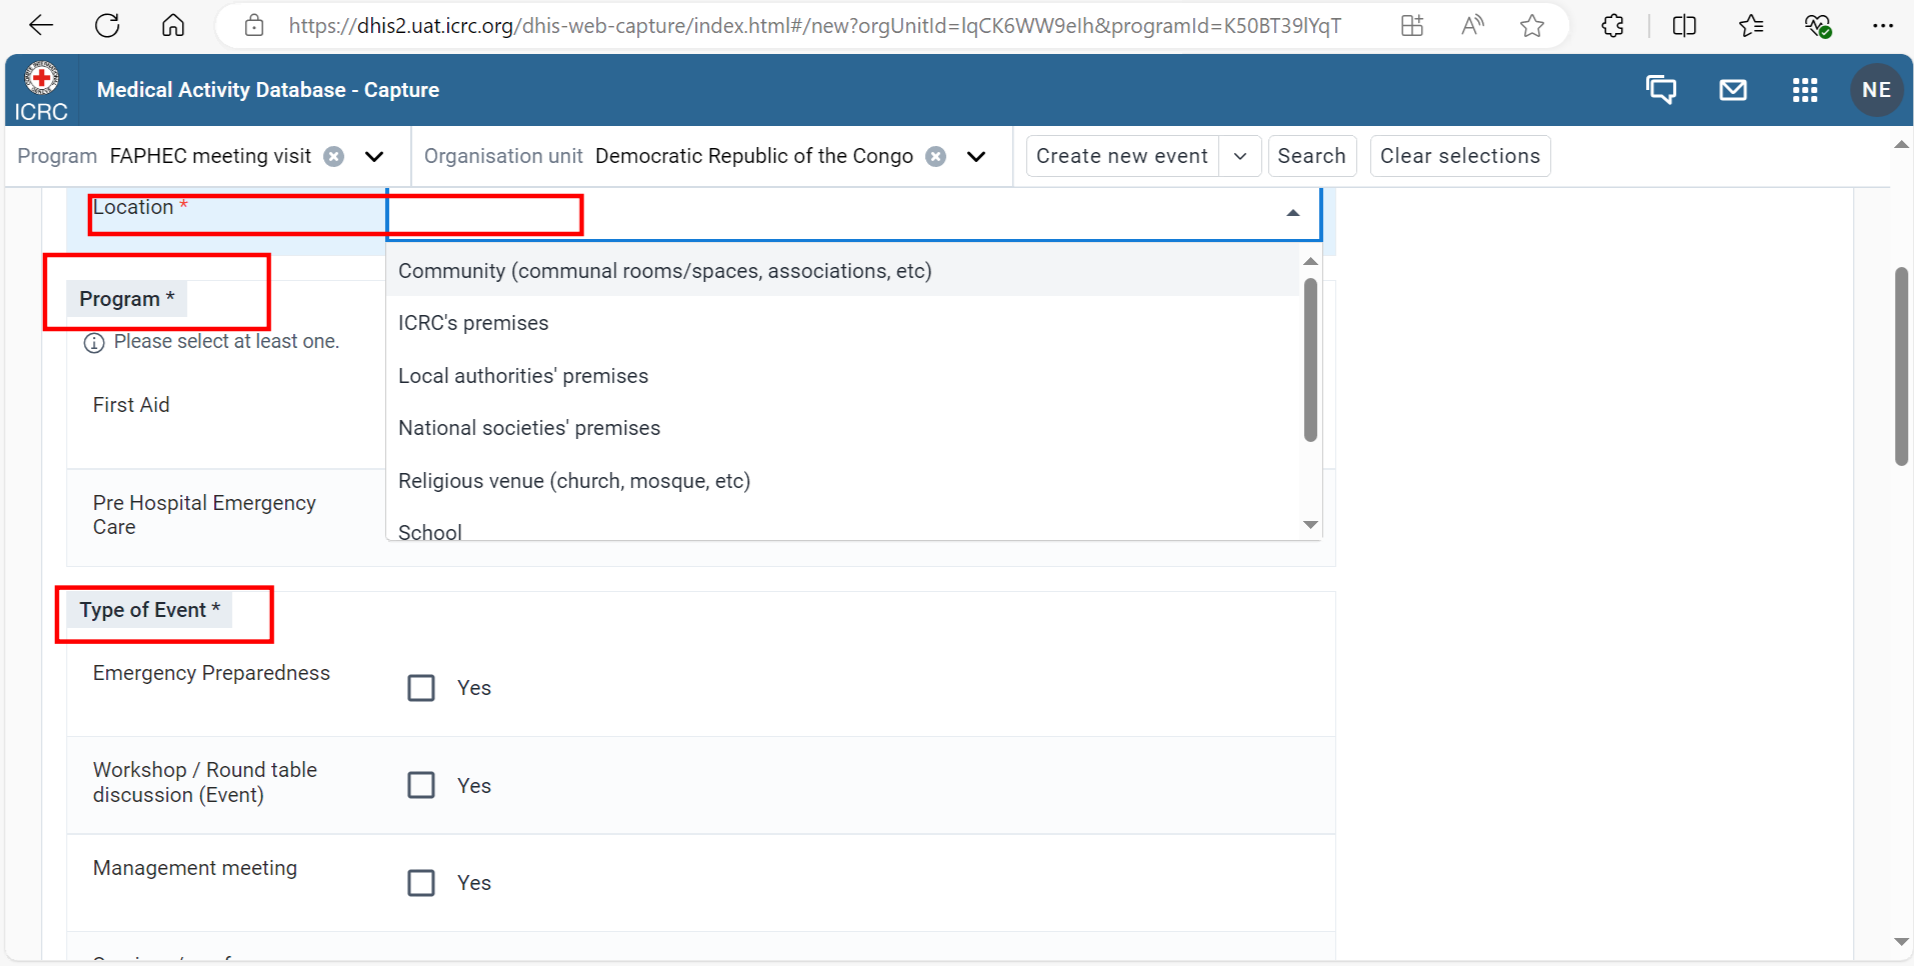 https://dhis2.uat.icrc.org/dhis-web-capture/index.html#/new?orgUnitId=lqCK6WW9eIh&programId=K50BT39lYqT
ICRC
Medical Activity Database - Capture
NE
Program FAPHEC meeting visit
Organisation unit Democratic Republic of the Congo
Create new event
Search
Clear selections
Location *
Community (communal rooms/spaces, associations, etc)
ICRC's premises
Local authorities' premises
National societies' premises
Religious venue (church, mosque, etc)
School
Program *
Please select at least one.
First Aid
Pre Hospital Emergency
Care
Type of Event *
Emergency Preparedness
Yes
Workshop / Round table
discussion (Event)
Yes
Management meeting
Yes